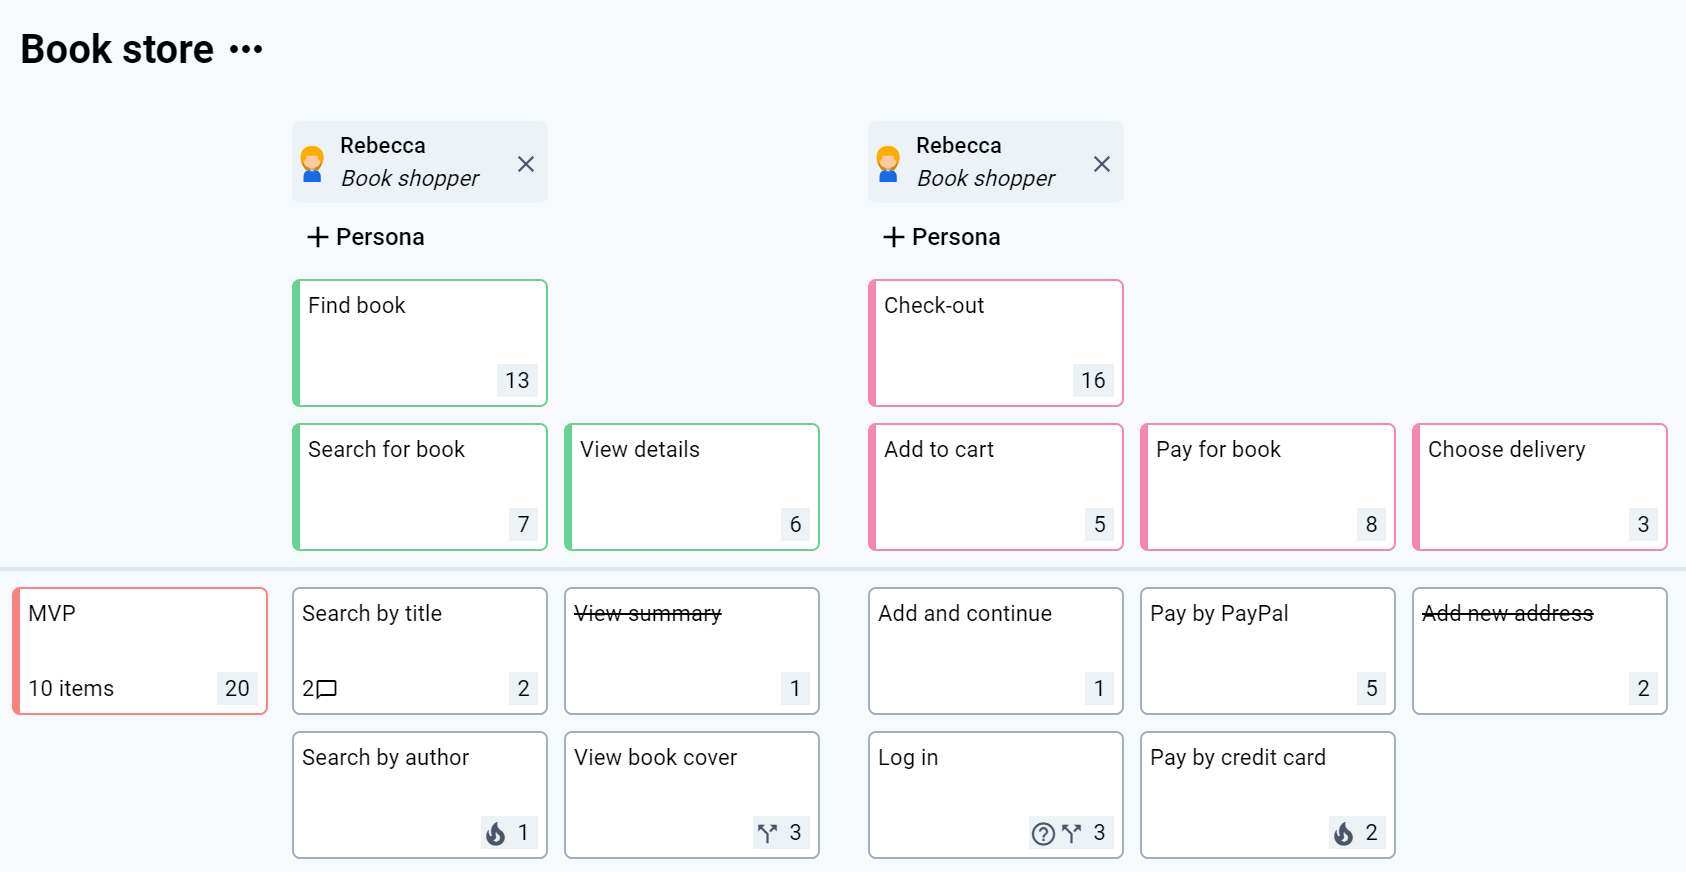 Book store •••
Rebecca
Book shopper
Rebecca
Book shopper
+ Persona
+ Persona
Find book
13
Check-out
16
Search for book
7
View details
6
Add to cart
5
Pay for book
8
Choose delivery
3
MVP
10 items
20
Search by title
2
2
View summary
1
Add and continue
1
Pay by PayPal
5
Add new address
2
Search by author
1
View book cover
3
Log in
3
Pay by credit card
2